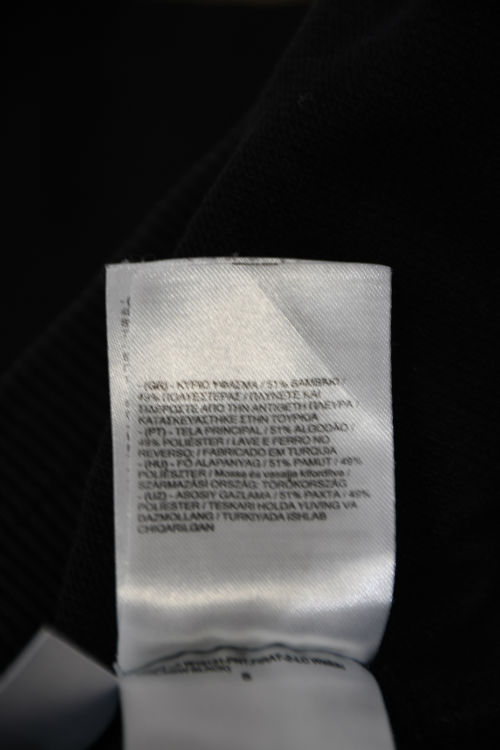 - (GR) - ΚΥΡΙΟ ΥΦΑΣΜΑ / 51% ΒΑΜΒΑΚΙ /
49% ΠΟΛΥΕΣΤΕΡΑΣ / ΠΛΥΝΕΤΕ ΚΑΙ
ΣΙΔΕΡΩΣΤΕ ΑΠΟ ΤΗΝ ΑΝΤΙΘΕΤΗ ΠΛΕΥΡΑ /
ΚΑΤΑΣΚΕΥΑΣΤΗΚΕ ΣΤΗΝ ΤΟΥΡΚΙΑ
- (PT) - TELA PRINCIPAL / 51% ALGODÃO /
49% POLIÉSTER / LAVE E FERRO NO
REVERSO; / FABRICADO EM TURQUIA
- (HU) - FŐ ALAPANYAG / 51% PAMUT / 49%
POLIÉSZTER / Mossa és vasalja kifordítva
SZÁRMAZÁSI ORSZÁG: TÖRÖKORSZÁG
- (UZ) - ASOSIY GAZLAMA / 51% PAXTA / 49%
POLIESTER / TESKARI HOLDA YUVING VA
DAZMOLLANG / TURKIYADA ISHLAB
CHIQARILGAN